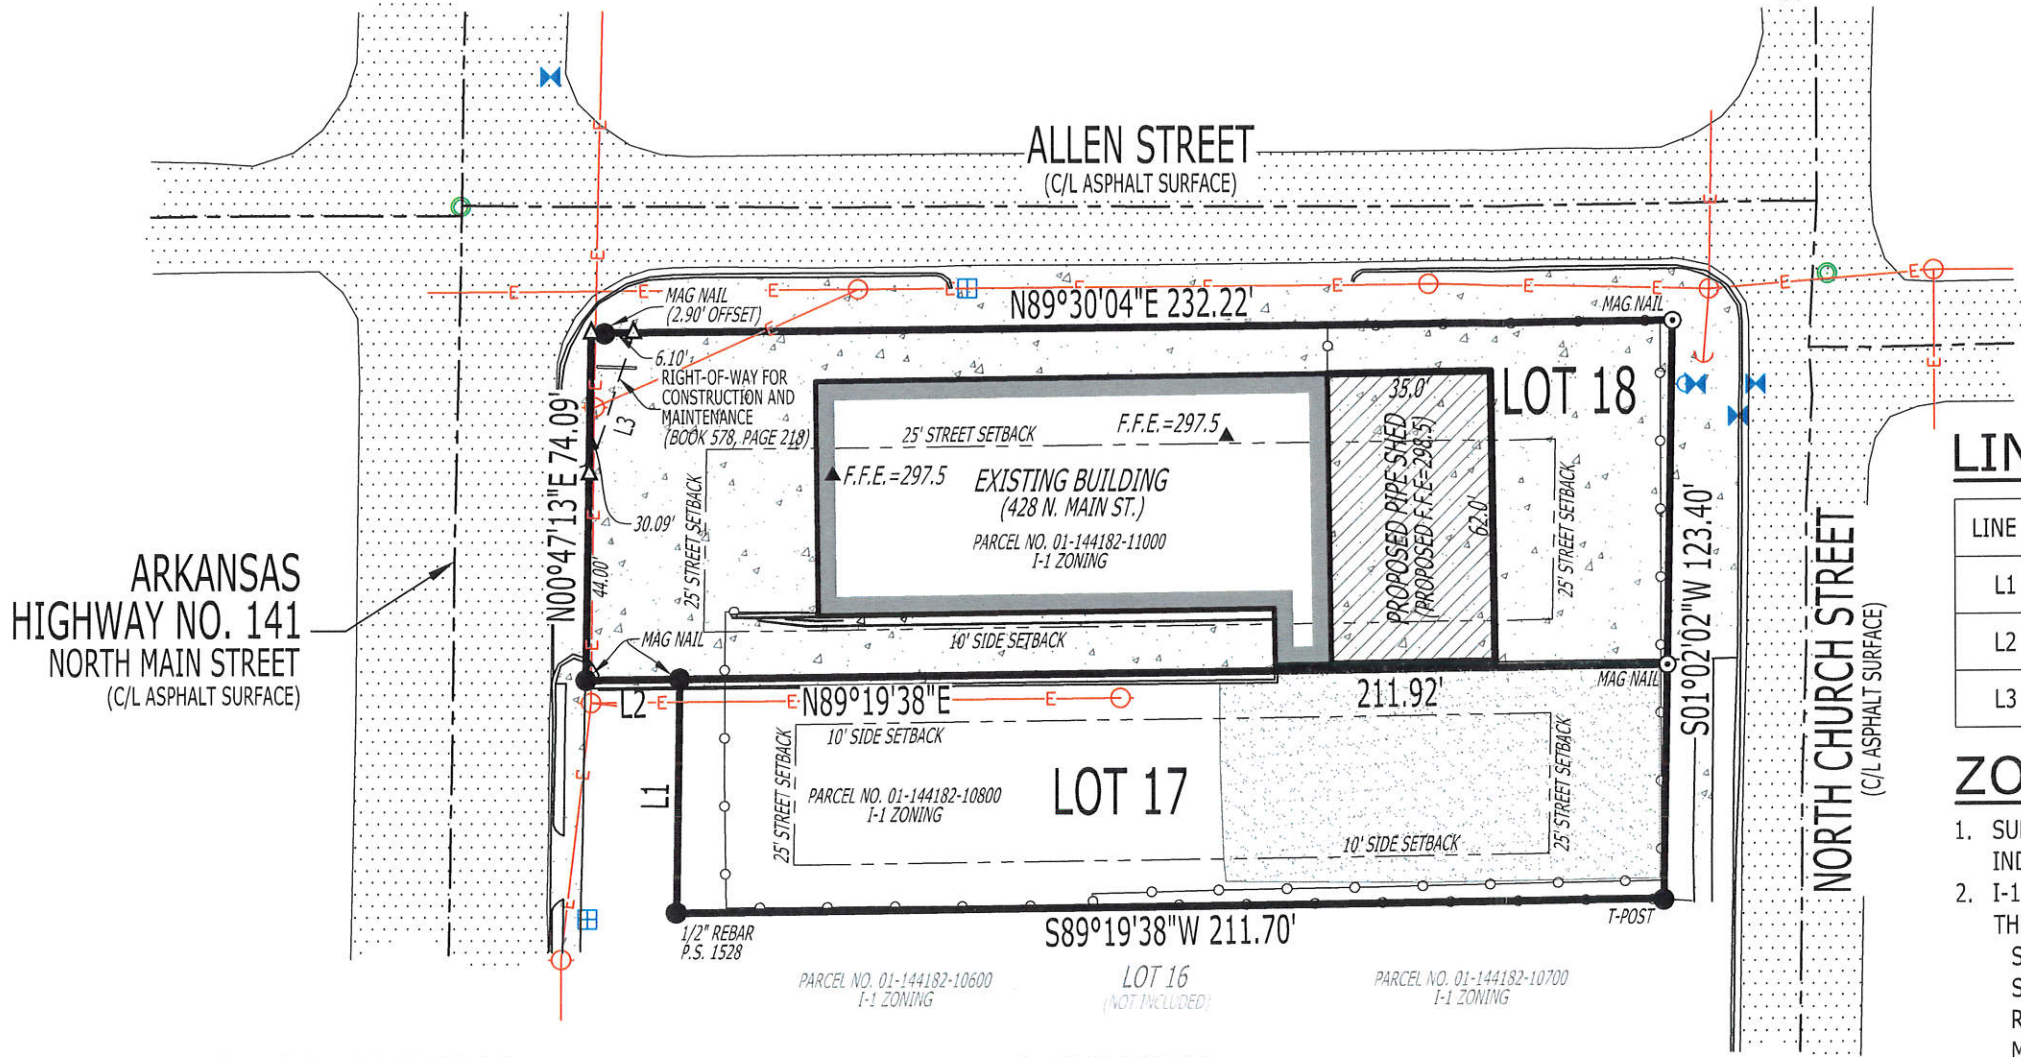 ALLEN STREET
(C/L ASPHALT SURFACE)
MAG NAIL
(2.90' OFFSET)
N89°30'04"E 232.22'
MAG NAIL
6.10'
RIGHT-OF-WAY FOR
CONSTRUCTION AND
MAINTENANCE
(BOOK 578, PAGE 218)
L3
35.0'
LOT 18
25' STREET SETBACK
F.F.E.=297.5
F.F.E.=297.5
EXISTING BUILDING
(428 N. MAIN ST.)
PARCEL NO. 01-144182-11000
I-1 ZONING
PROPOSED PIPE SHED
(PROPOSED F.F.E=298.5)
62.0'
25' STREET SETBACK
25' STREET SETBACK
N00°47'13"E 74.09'
30.09'
44.00'
S01°02'02"W 123.40'
ARKANSAS
HIGHWAY NO. 141
NORTH MAIN STREET
(C/L ASPHALT SURFACE)
NORTH CHURCH STREET
(C/L ASPHALT SURFACE)
MAG NAIL
10' SIDE SETBACK
MAG NAIL
L2
N89°19'38"E
211.92'
10' SIDE SETBACK
25' STREET SETBACK
25' STREET SETBACK
L1
PARCEL NO. 01-144182-10800
I-1 ZONING
LOT 17
10' SIDE SETBACK
T-POST
1/2" REBAR
P.S. 1528
S89°19'38"W 211.70'
PARCEL NO. 01-144182-10600
I-1 ZONING
LOT 16
(NOT INCLUDED)
PARCEL NO. 01-144182-10700
I-1 ZONING
E E E E E E E E E E E E E E E E E E E E E
LIN
LINE
L1
L2
L3
ZO
1. SU
IND
2. I-1
TH
S
S
R
M